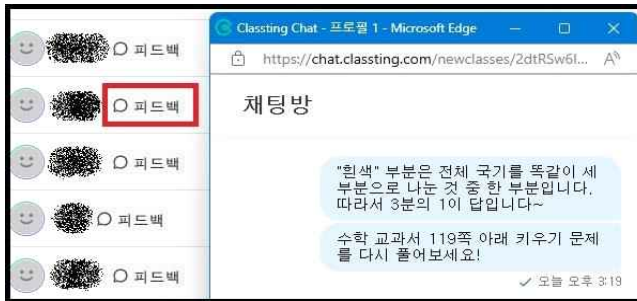 피드백
피드백
피드백
피드백
피드백
Classting Chat - 프로필 1 - Microsoft Edge
https://chat.classting.com/newclasses/2dtRSw6l...
채팅방
"흰색" 부분은 전체 국기를 똑같이 세
부분으로 나눈 것 중 한 부분입니다.
따라서 3분의 1이 답입니다~
수학 교과서 119쪽 아래 키우기 문제
를 다시 풀어보세요!
오늘 오후 3:19